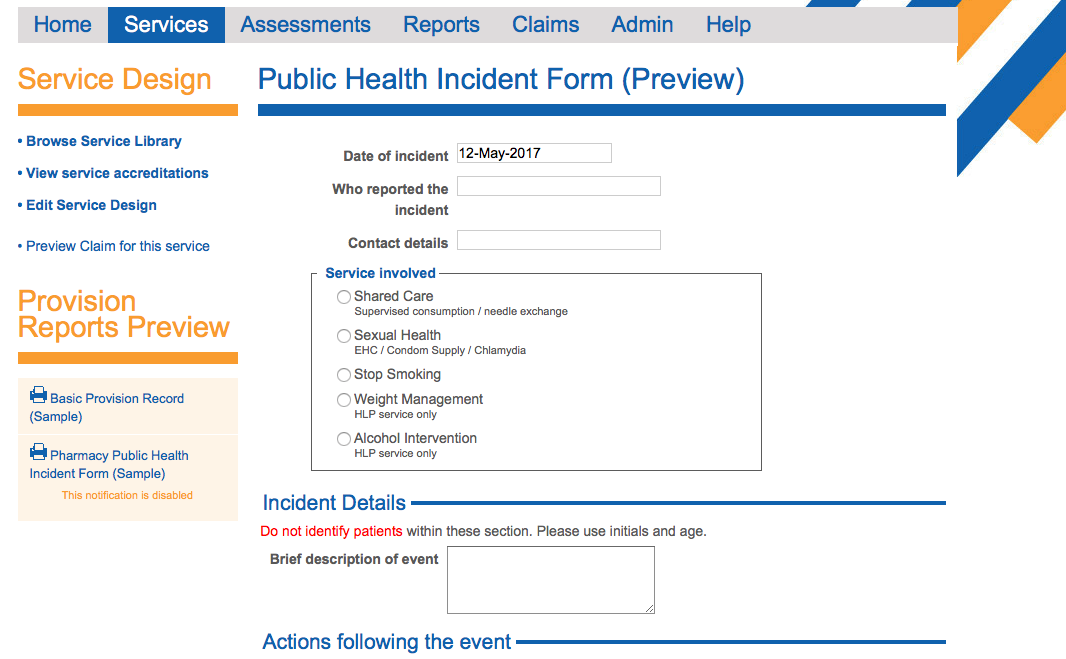 Home Services Assessments Reports Claims Admin Help
Service Design
• Browse Service Library
• View service accreditations
• Edit Service Design
• Preview Claim for this service
Provision
Reports Preview
Basic Provision Record
(Sample)
Pharmacy Public Health
Incident Form (Sample)
This notification is disabled
Public Health Incident Form (Preview)
Date of incident 12-May-2017
Who reported the
incident
Contact details
Service involved
Shared Care
Supervised consumption / needle exchange
Sexual Health
EHC / Condom Supply / Chlamydia
Stop Smoking
Weight Management
HLP service only
Alcohol Intervention
HLP service only
Incident Details
Do not identify patients within these section. Please use initials and age.
Brief description of event
Actions following the event